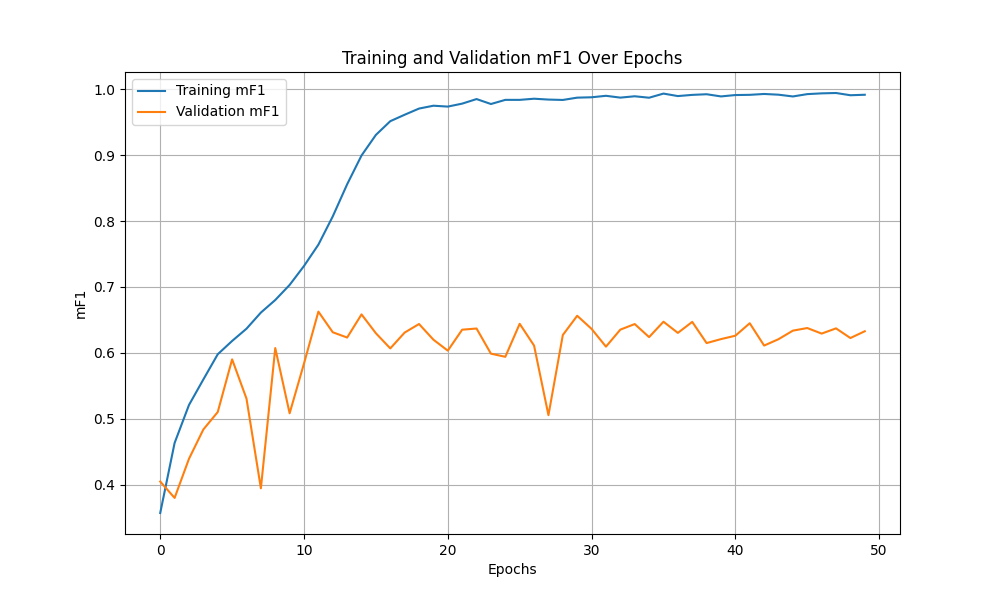 Training and Validation mF1 Over Epochs
Training mF1
Validation mF1
mF1
1.0
0.9
0.8
0.7
0.6
0.5
0.4
0
10
20
30
40
50
Epochs